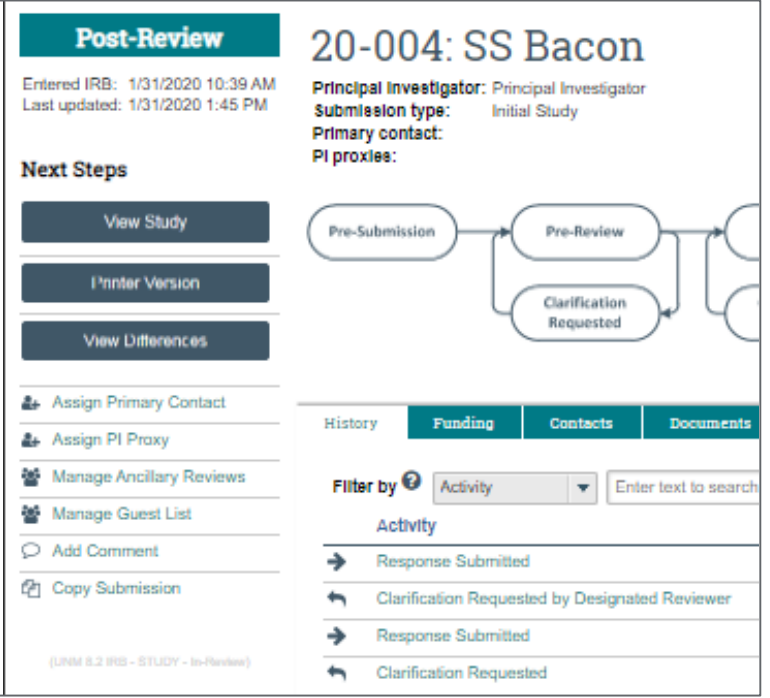 Post-Review
Entered IRB: 1/31/2020 10:39 AM
Last updated: 1/31/2020 1:45 PM
Next Steps
View Study
Printer Version
View Differences
Assign Primary Contact
Assign PI Proxy
Manage Ancillary Reviews
Manage Guest List
Add Comment
Copy Submission
(UNM 8.2 IRB - STUDY - In-Review)
20-004: SS Bacon
Principal Investigator: Principal Investigator
Submission type: Initial Study
Primary contact:
PI proxies:
Pre-Submission
Pre-Review
Clarification
Requested
History Funding Contacts Documents
Filter by ? Activity Enter text to search
Activity
Response Submitted
Clarification Requested by Designated Reviewer
Response Submitted
Clarification Requested